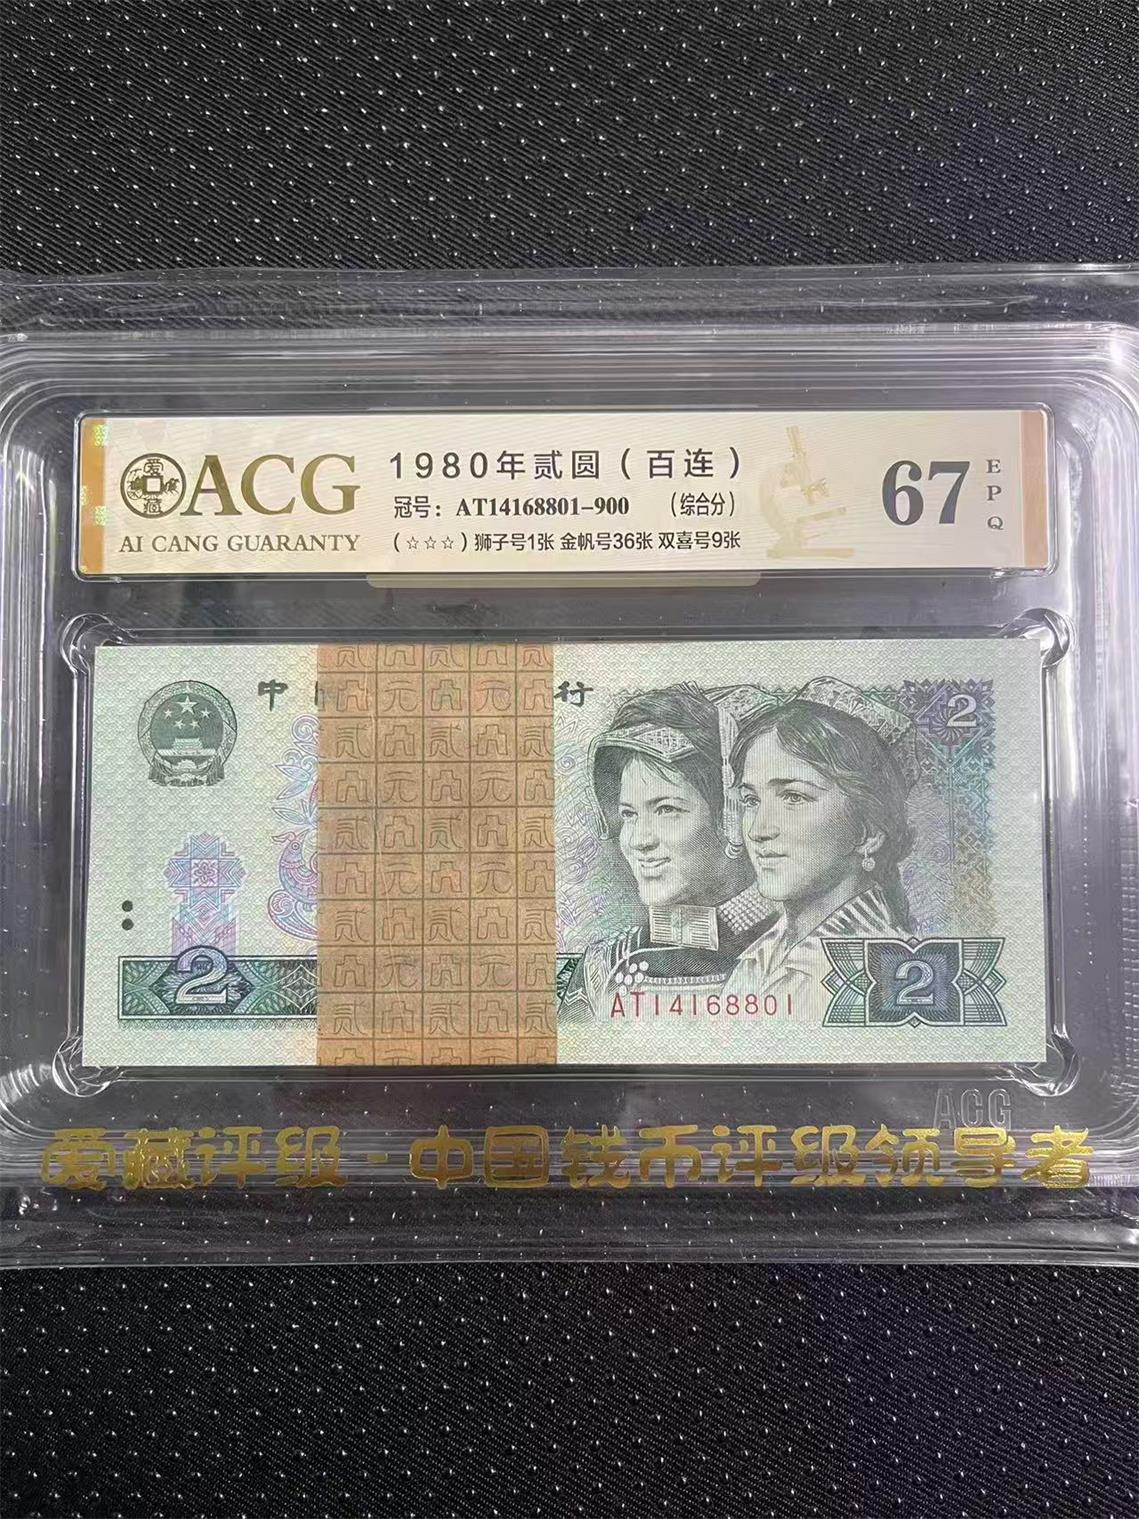 ACG
AI CANG GUARANTY
1980年贰圆（百连）
冠号：AT14168801-900 （综合分）
（☆☆☆）狮子号1张 金帆号36张 双喜号9张
67
EPQ
中 行
2
AT14168801
2
2
ACG
爱藏评级-中国钱币评级领导者